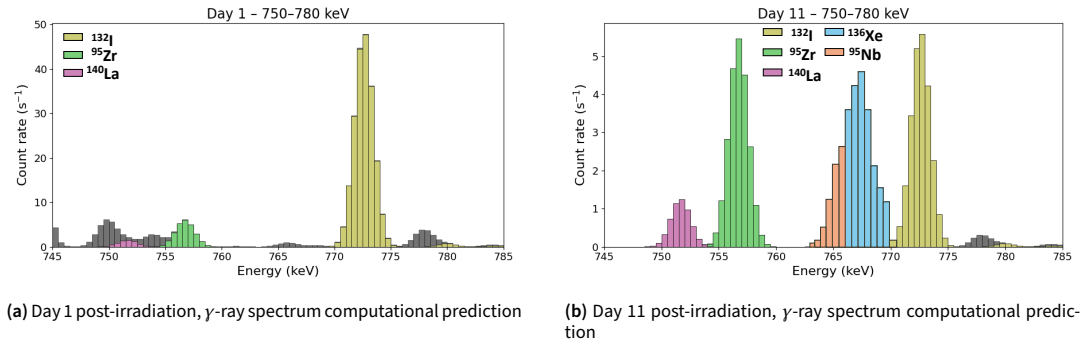 Day 1 – 750–780 keV
50
40
30
20
10
0
Count rate (s⁻¹)
¹³²I
⁹⁵Zr
¹⁴⁰La
745 750 755 760 765 770 775 780 785
Energy (keV)
(a) Day 1 post-irradiation, γ-ray spectrum computational prediction
Day 11 – 750–780 keV
5
4
3
2
1
0
Count rate (s⁻¹)
¹³²I ¹³⁶Xe
⁹⁵Zr ⁹⁵Nb
¹⁴⁰La
745 750 755 760 765 770 775 780 785
Energy (keV)
(b) Day 11 post-irradiation, γ-ray spectrum computational predic-
tion